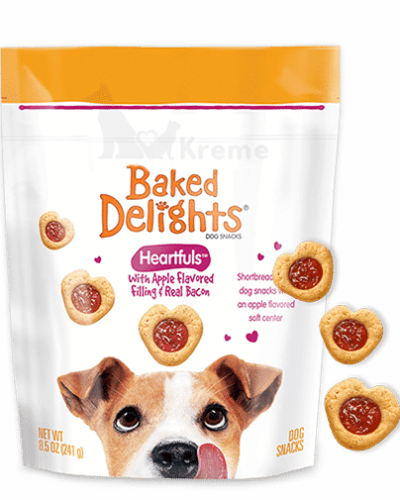 Kreme
Baked
Delights®
DOG SNACKS
Heartfuls™
With Apple Flavored
Filling & Real Bacon
Shortbread
dog snacks
an apple flavored
soft center
NET WT
8.5 OZ (241 g)
DOG
SNACKS